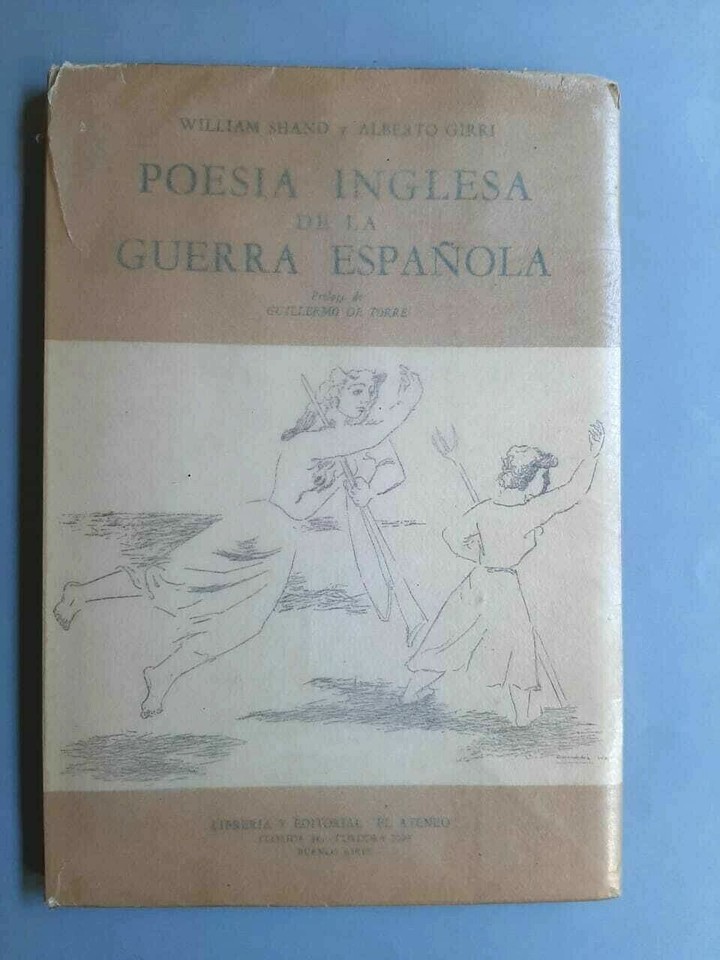 WILLIAM SHAND y ALBERTO GIRRI
POESIA INGLESA
DE LA
GUERRA ESPAÑOLA
Prólogo de
GUILLERMO DE TORRE
LIBRERIA Y EDITORIAL "EL ATENEO"
BUENOS AIRES